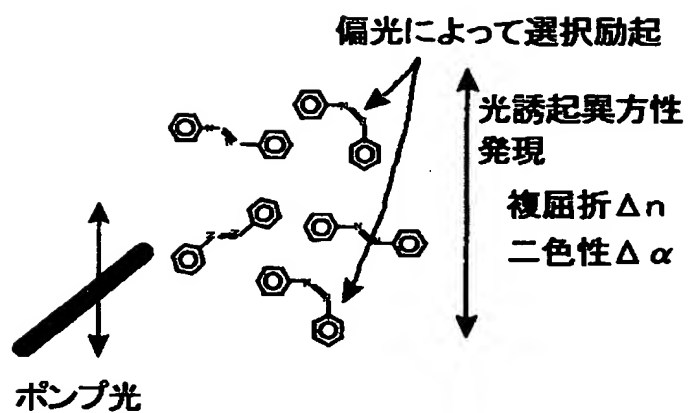 偏光によって選択励起
光誘起異方性
発現
複屈折Δn
二色性Δα
ポンプ光